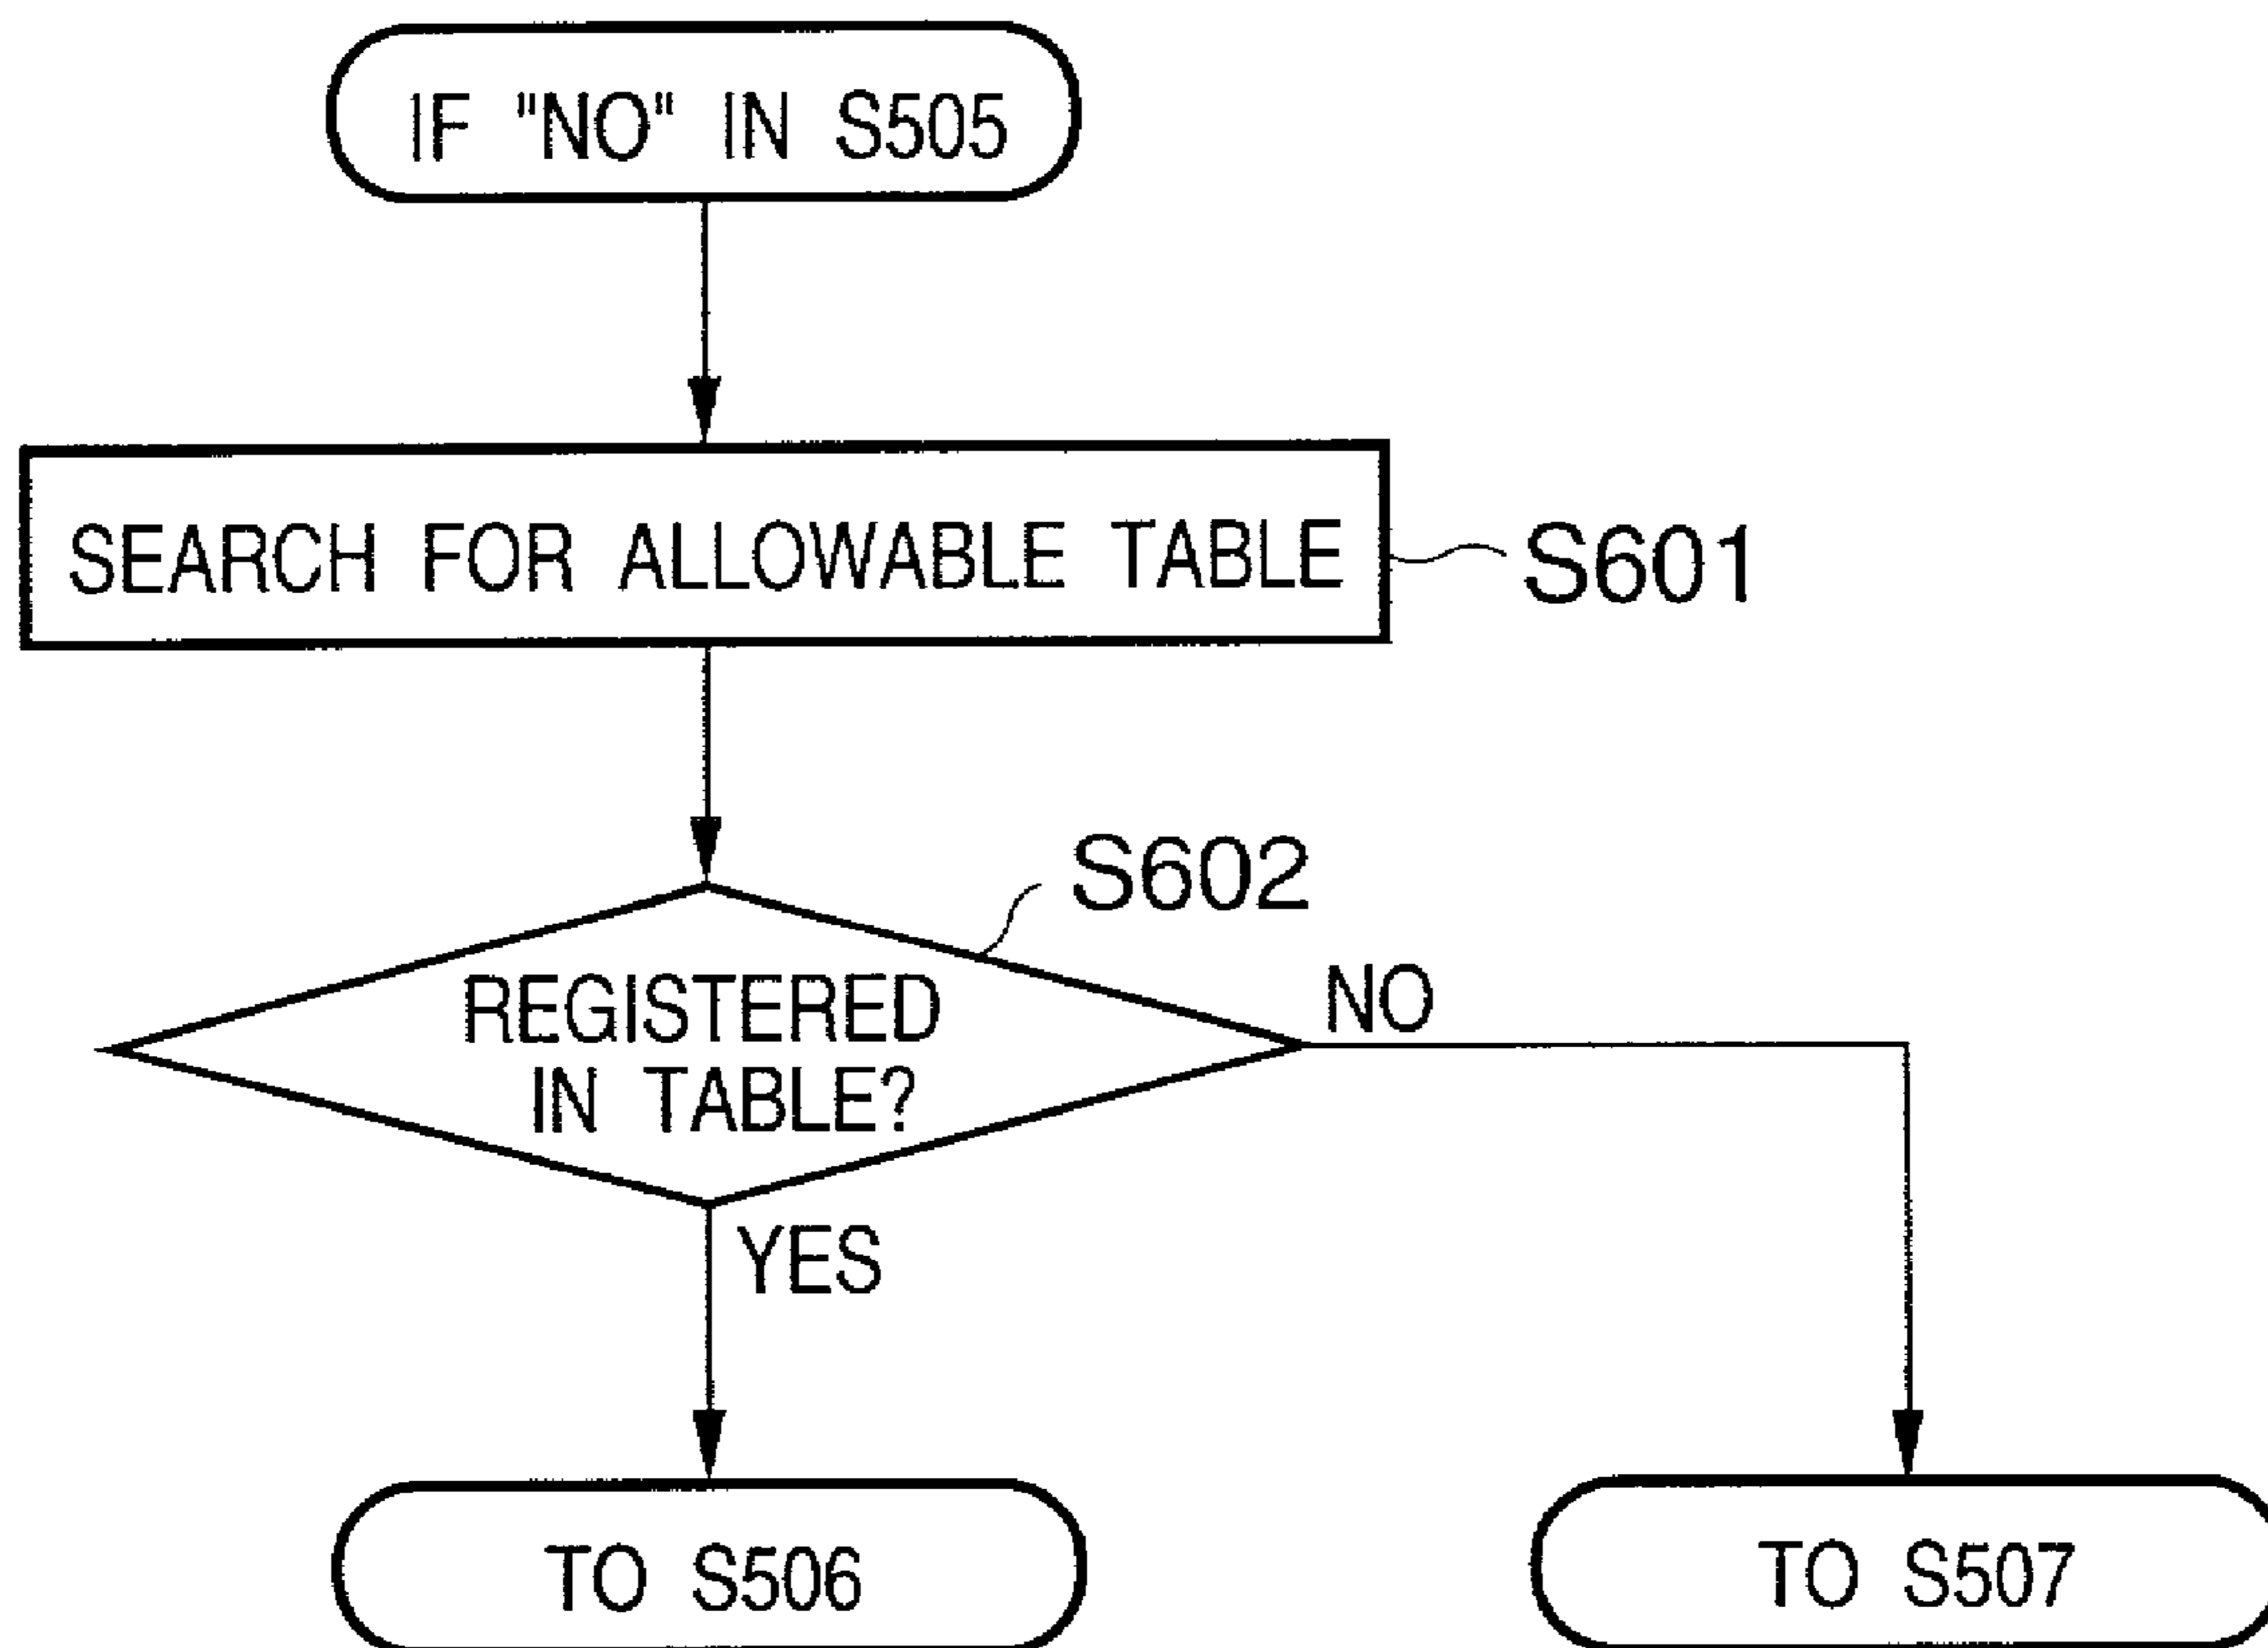 IF "NO" IN S505
SEARCH FOR ALLOWABLE TABLE
S601
S602
REGISTERED
IN TABLE?
NO
YES
TO S506
TO S507